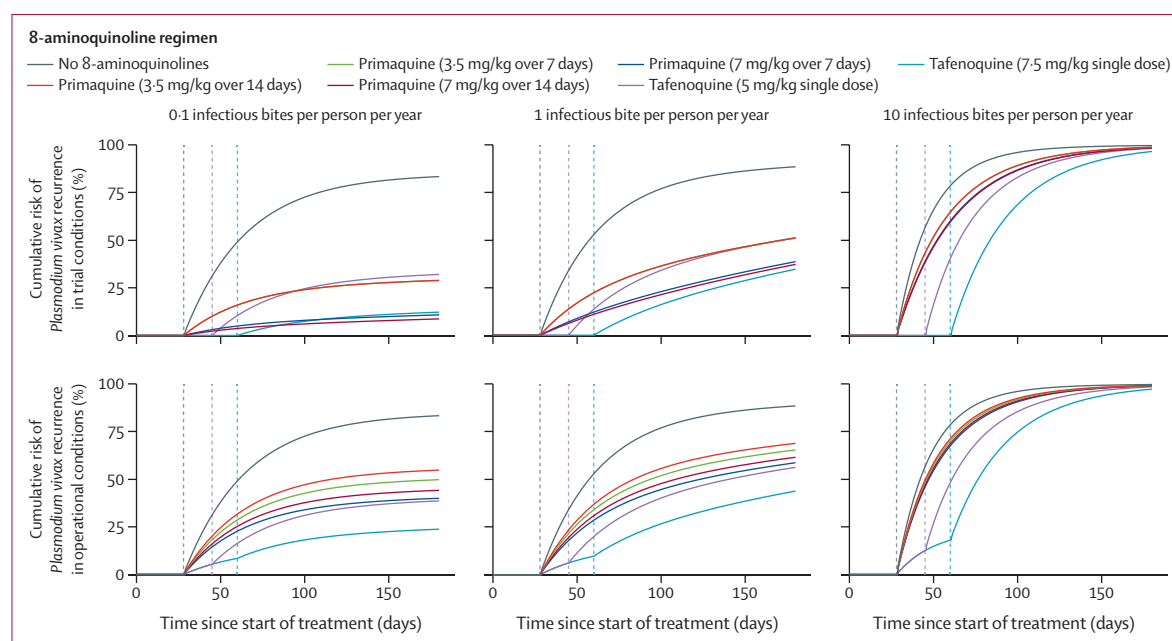 8-aminoquinoline regimen
No 8-aminoquinolines
Primaquine (3·5 mg/kg over 7 days)
Primaquine (7 mg/kg over 7 days)
Tafenoquine (7·5 mg/kg single dose)
Primaquine (3·5 mg/kg over 14 days)
Primaquine (7 mg/kg over 14 days)
Tafenoquine (5 mg/kg single dose)
0·1 infectious bites per person per year
1 infectious bite per person per year
10 infectious bites per person per year
Cumulative risk of
Plasmodium vivax recurrence
in trial conditions (%)
100
75
50
25
0
Cumulative risk of
Plasmodium vivax recurrence
in operational conditions (%)
100
75
50
25
0
0
50
100
150
0
50
100
150
0
50
100
150
Time since start of treatment (days)
Time since start of treatment (days)
Time since start of treatment (days)